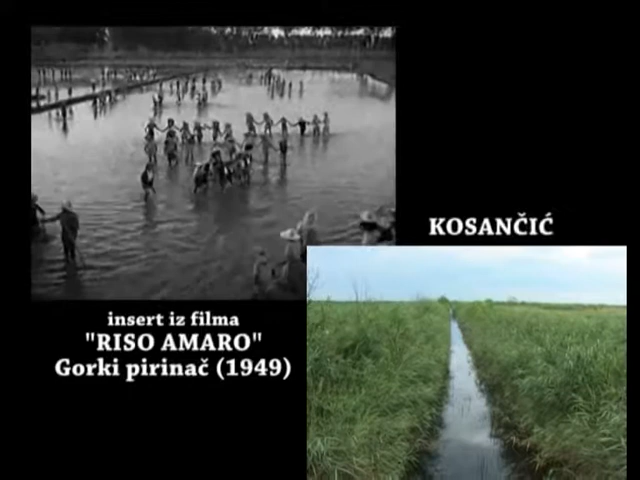 KOSANČIĆ
insert iz filma
"RISO AMARO"
Gorki pirinač (1949)